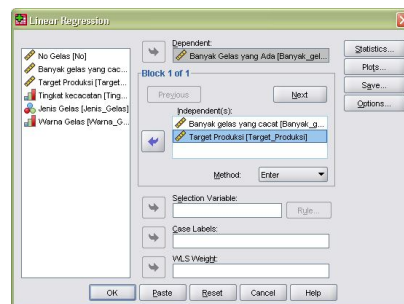 Linear Regression
No Gelas [No]
Banyak gelas yang cac...
Target Produksi [Target...
Tingkat kecacatan [Ting...
Jenis Gelas [Jenis_Gelas]
Warna Gelas [Warna_G...
Dependent:
Banyak Gelas yang Ada [Banyak_gel...
Block 1 of 1
Previous
Next
Independent(s):
Banyak gelas yang cacat [Banyak_g...
Target Produksi [Target_Produksi]
Method:
Enter
Selection Variable:
Rule...
Case Labels:
WLS Weight:
Statistics...
Plots...
Save...
Options...
OK
Paste
Reset
Cancel
Help